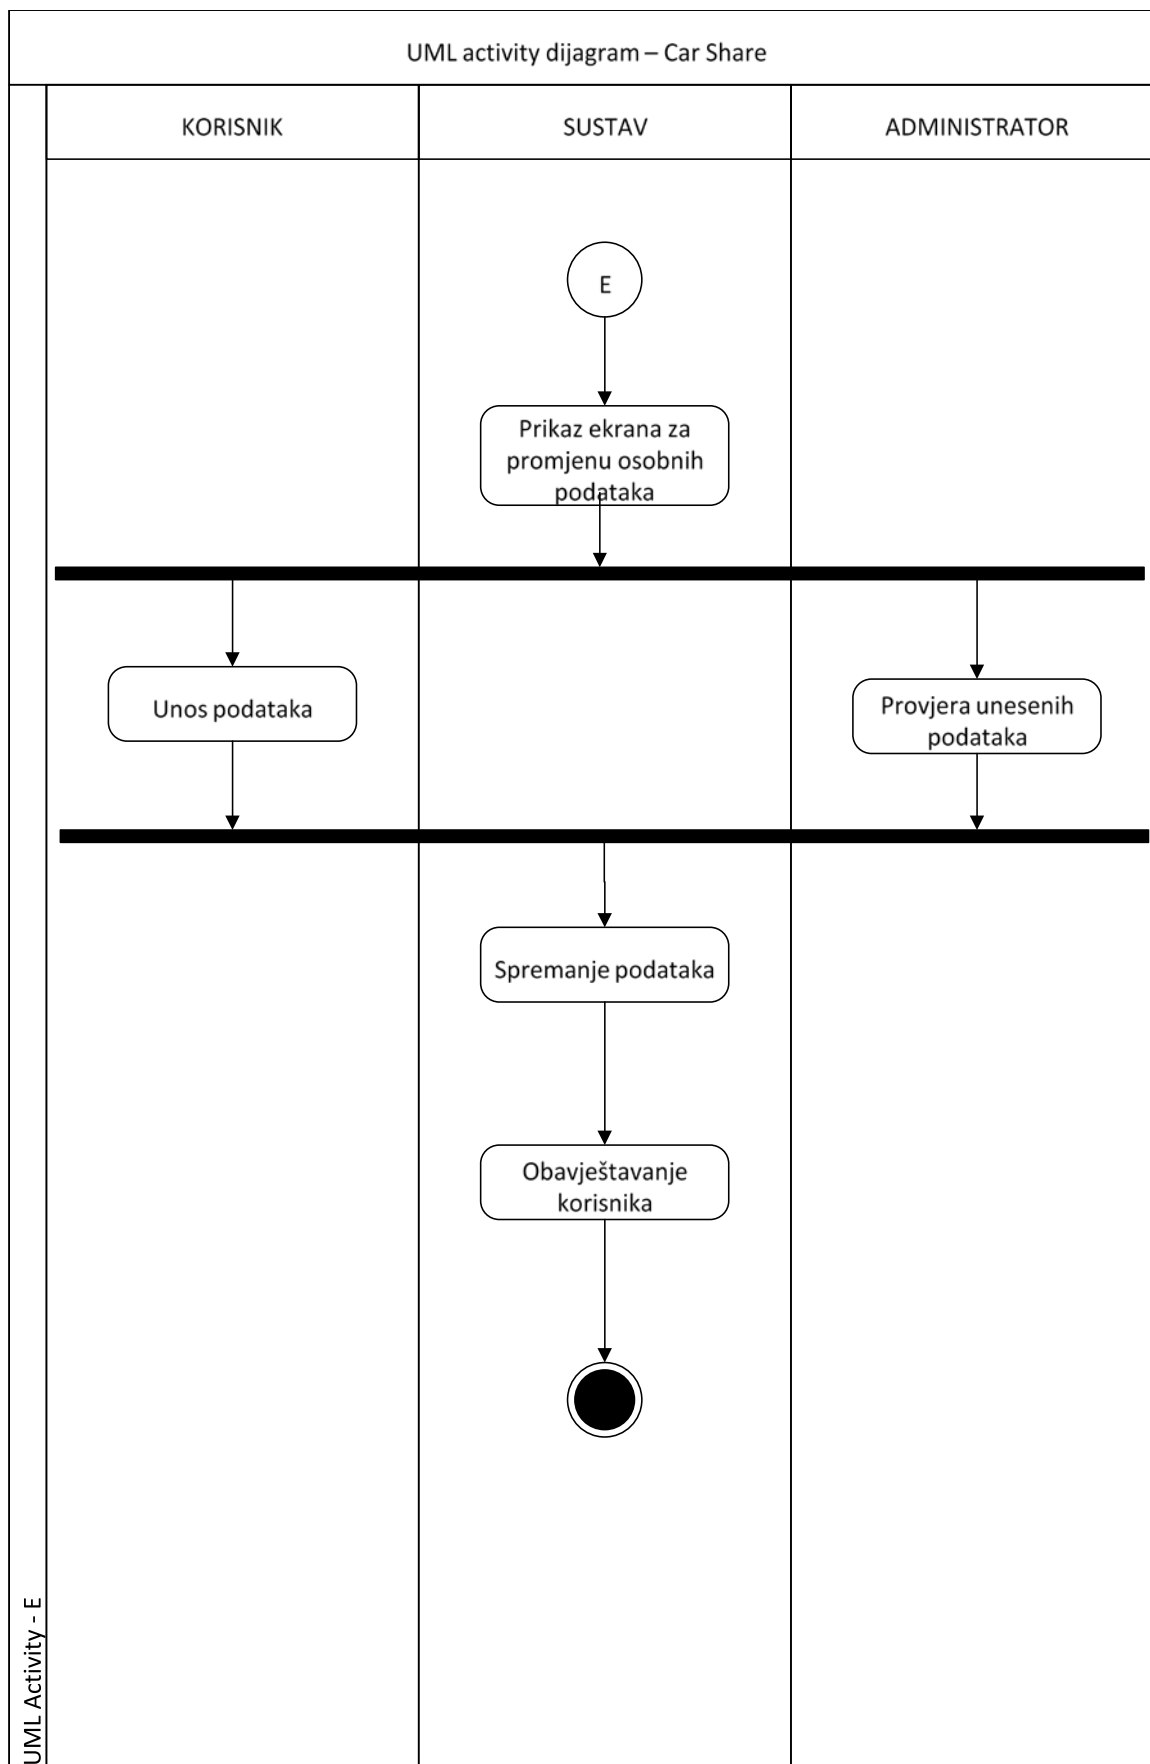 UML activity dijagram – Car Share
KORISNIK
SUSTAV
ADMINISTRATOR
E
Prikaz ekrana za
promjenu osobnih
podataka
Unos podataka
Provjera unesenih
podataka
Spremanje podataka
Obavještavanje
korisnika
UML Activity - E